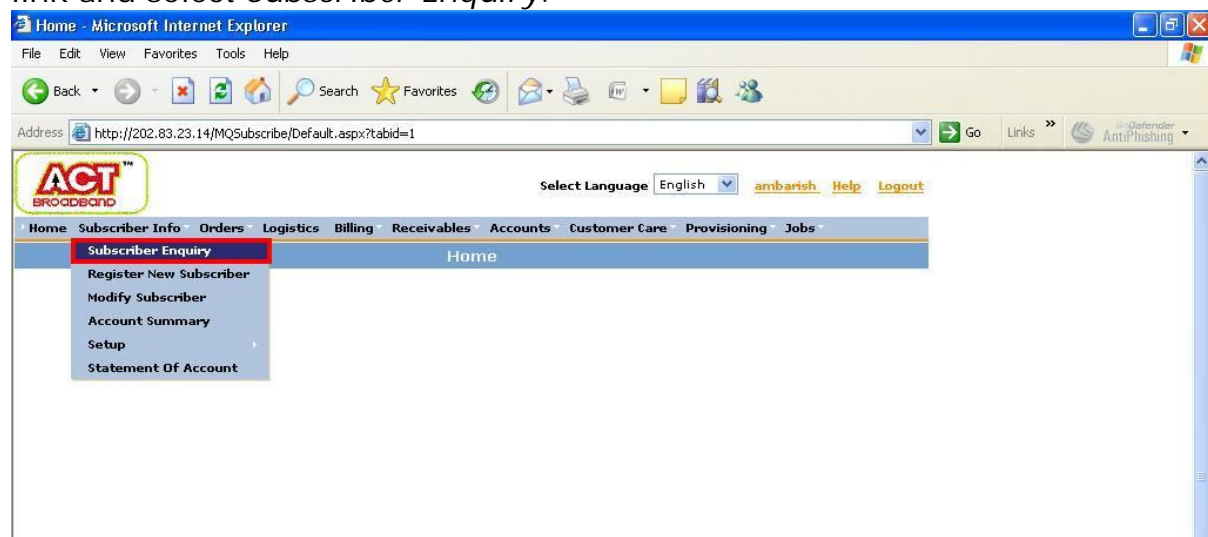 link and select Subscriber Enquiry.
Home - Microsoft Internet Explorer
File Edit View Favorites Tools Help
Back Search Favorites
Address http://202.83.23.14/MQSubscribe/Default.aspx?tabid=1 Go Links » AntiPhishing
ACT™
BROADBAND
Select Language English ambarish Help Logout
Home Subscriber Info Orders Logistics Billing Receivables Accounts Customer Care Provisioning Jobs
Home
Subscriber Enquiry
Register New Subscriber
Modify Subscriber
Account Summary
Setup
Statement Of Account